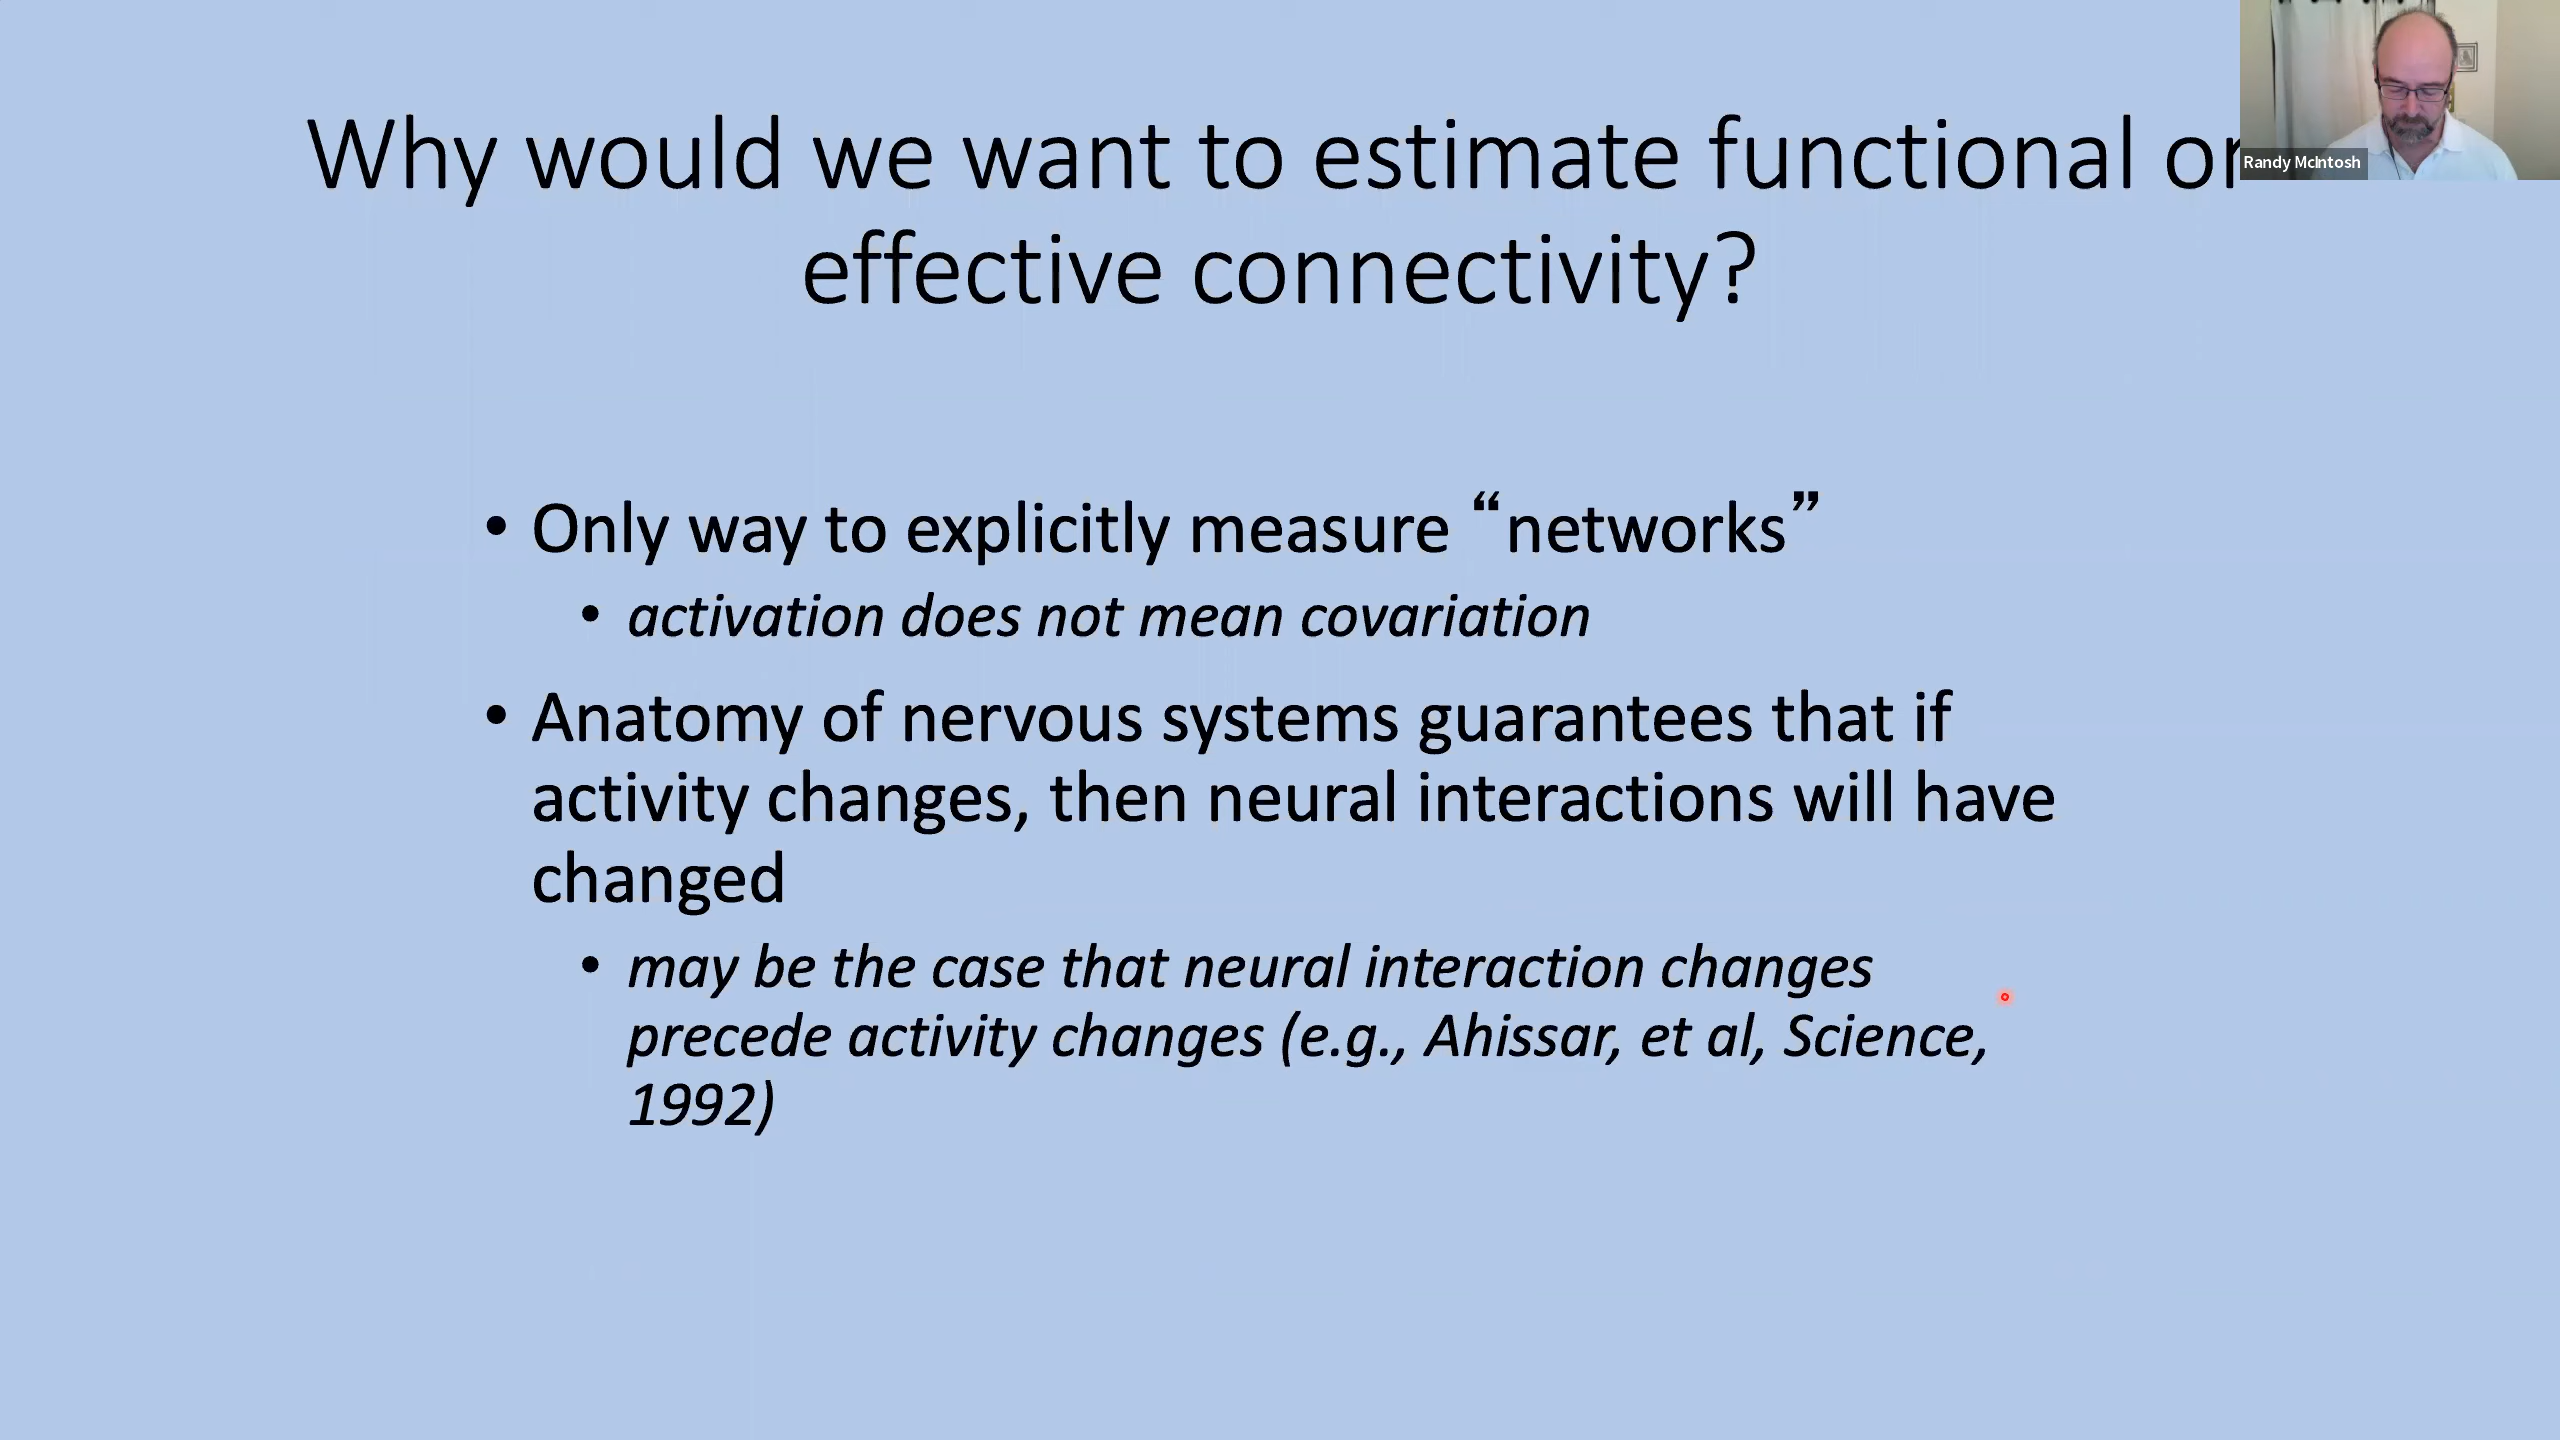 Why would we want to estimate functional or
effective connectivity?
Randy McIntosh
• Only way to explicitly measure “networks”
• activation does not mean covariation
• Anatomy of nervous systems guarantees that if
activity changes, then neural interactions will have
changed
• may be the case that neural interaction changes
precede activity changes (e.g., Ahissar, et al, Science,
1992)